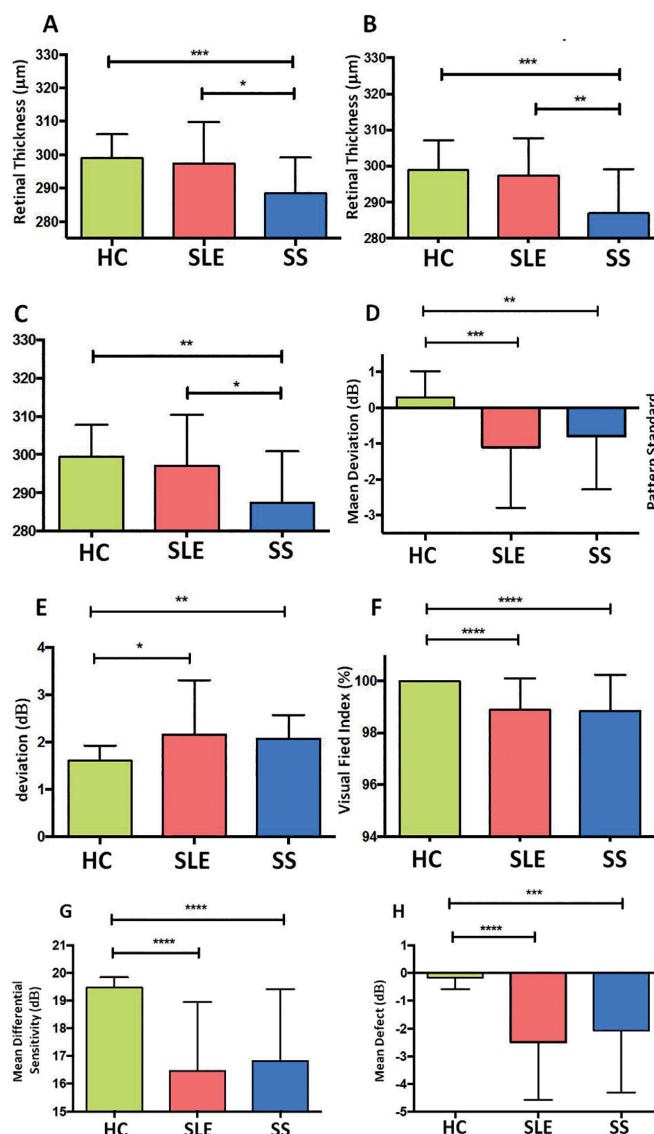 A
***
*
Retinal Thickness (µm)
330
320
310
300
290
280
HC SLE SS
B
***
**
Retinal Thickness (µm)
330
320
310
300
290
280
HC SLE SS
C
**
*
330
320
310
300
290
280
HC SLE SS
D
**
***
Maen Deviation (dB)
1
0
-1
-2
-3
HC SLE SS
Pattern Standard
E
**
*
deviation (dB)
4
3
2
1
0
HC SLE SS
F
****
****
Visual Fied Index (%)
100
98
96
94
HC SLE SS
G
****
****
Mean Differential
Sensitivity (dB)
21
20
19
18
17
16
15
HC SLE SS
H
***
****
Mean Defect (dB)
1
0
-1
-2
-3
-4
-5
HC SLE SS